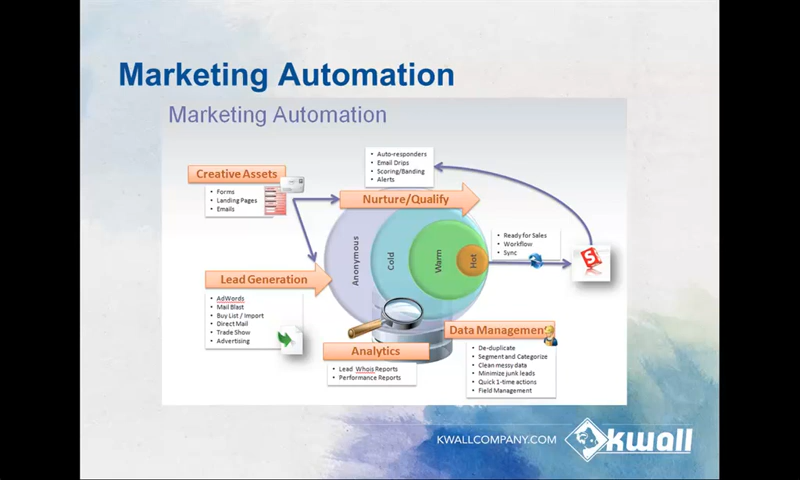 Marketing Automation
Marketing Automation
• Auto-responders
• Email Drips
• Scoring/Banding
• Alerts
Creative Assets
• Forms
• Landing Pages
• Emails
Nurture/Qualify
Anonymous
Cold
Warm
Hot
• Ready for Sales
• Workflow
• Sync
S
Lead Generation
• AdWords
• Mail Blast
• Buy List / Import
• Direct Mail
• Trade Show
• Advertising
Analytics
• Lead Whois Reports
• Performance Reports
Data Management
• De-duplicate
• Segment and Categorize
• Clean messy data
• Minimize junk leads
• Quick 1-time actions
• Field Management
KWALLCOMPANY.COM
kwall